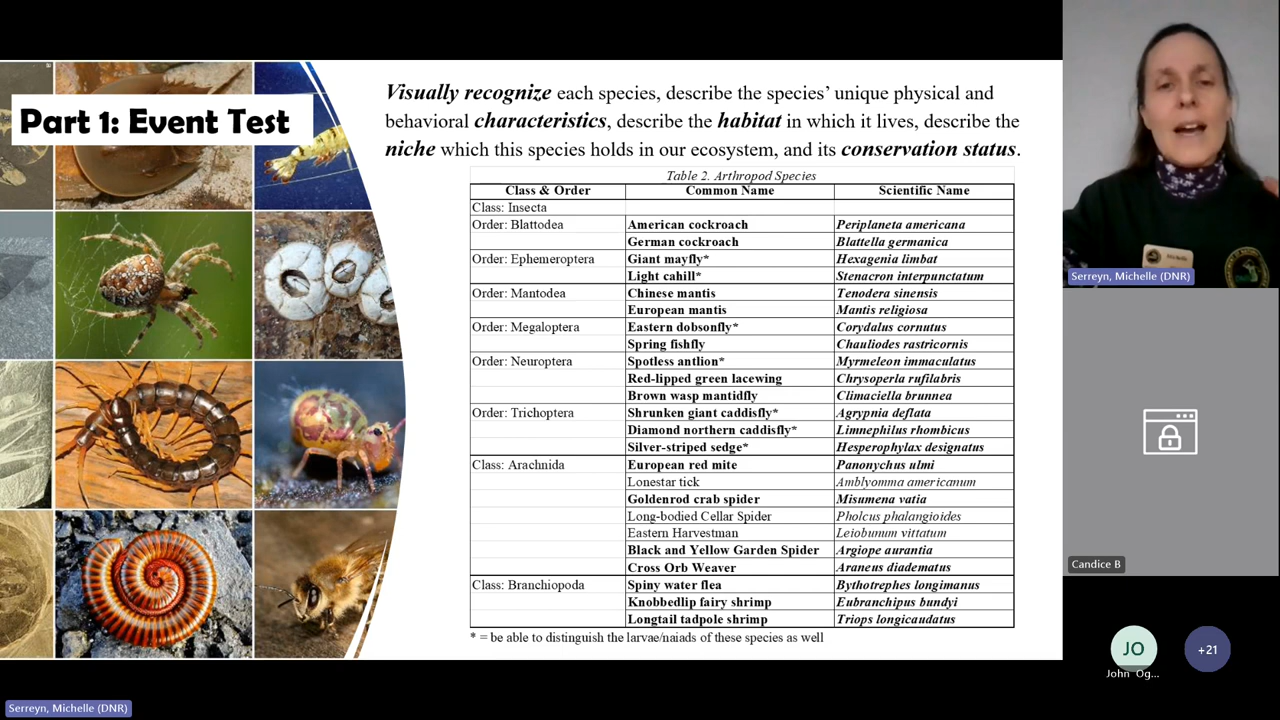 Part 1: Event Test
Visually recognize each species, describe the species' unique physical and
behavioral characteristics, describe the habitat in which it lives, describe the
niche which this species holds in our ecosystem, and its conservation status.
Table 2. Arthropod Species
Class & Order Common Name Scientific Name
Class: Insecta
Order: Blattodea American cockroach Periplaneta americana
German cockroach Blattella germanica
Order: Ephemeroptera Giant mayfly* Hexagenia limbat
Light cahill* Stenacron interpunctatum
Order: Mantodea Chinese mantis Tenodera sinensis
European mantis Mantis religiosa
Order: Megaloptera Eastern dobsonfly* Corydalus cornutus
Spring fishfly Chauliodes rastricornis
Order: Neuroptera Spotless antlion* Myrmeleon immaculatus
Red-lipped green lacewing Chrysoperla rufilabris
Brown wasp mantidfly Climaciella brunnea
Order: Trichoptera Shrunken giant caddisfly* Agrypnia deflata
Diamond northern caddisfly* Limnephilus rhombicus
Silver-striped sedge* Hesperophylax designatus
Class: Arachnida European red mite Panonychus ulmi
Lonestar tick Amblyomma americanum
Goldenrod crab spider Misumena vatia
Long-bodied Cellar Spider Pholcus phalangioides
Eastern Harvestman Leiobunum vittatum
Black and Yellow Garden Spider Argiope aurantia
Cross Orb Weaver Araneus diadematus
Class: Branchiopoda Spiny water flea Bythotrephes longimanus
Knobbedlip fairy shrimp Eubranchipus bundyi
Longtail tadpole shrimp Triops longicaudatus
* = be able to distinguish the larvae/naiads of these species as well
Serreyn, Michelle (DNR)
Candice B
JO
John Og...
+21
Serreyn, Michelle (DNR)